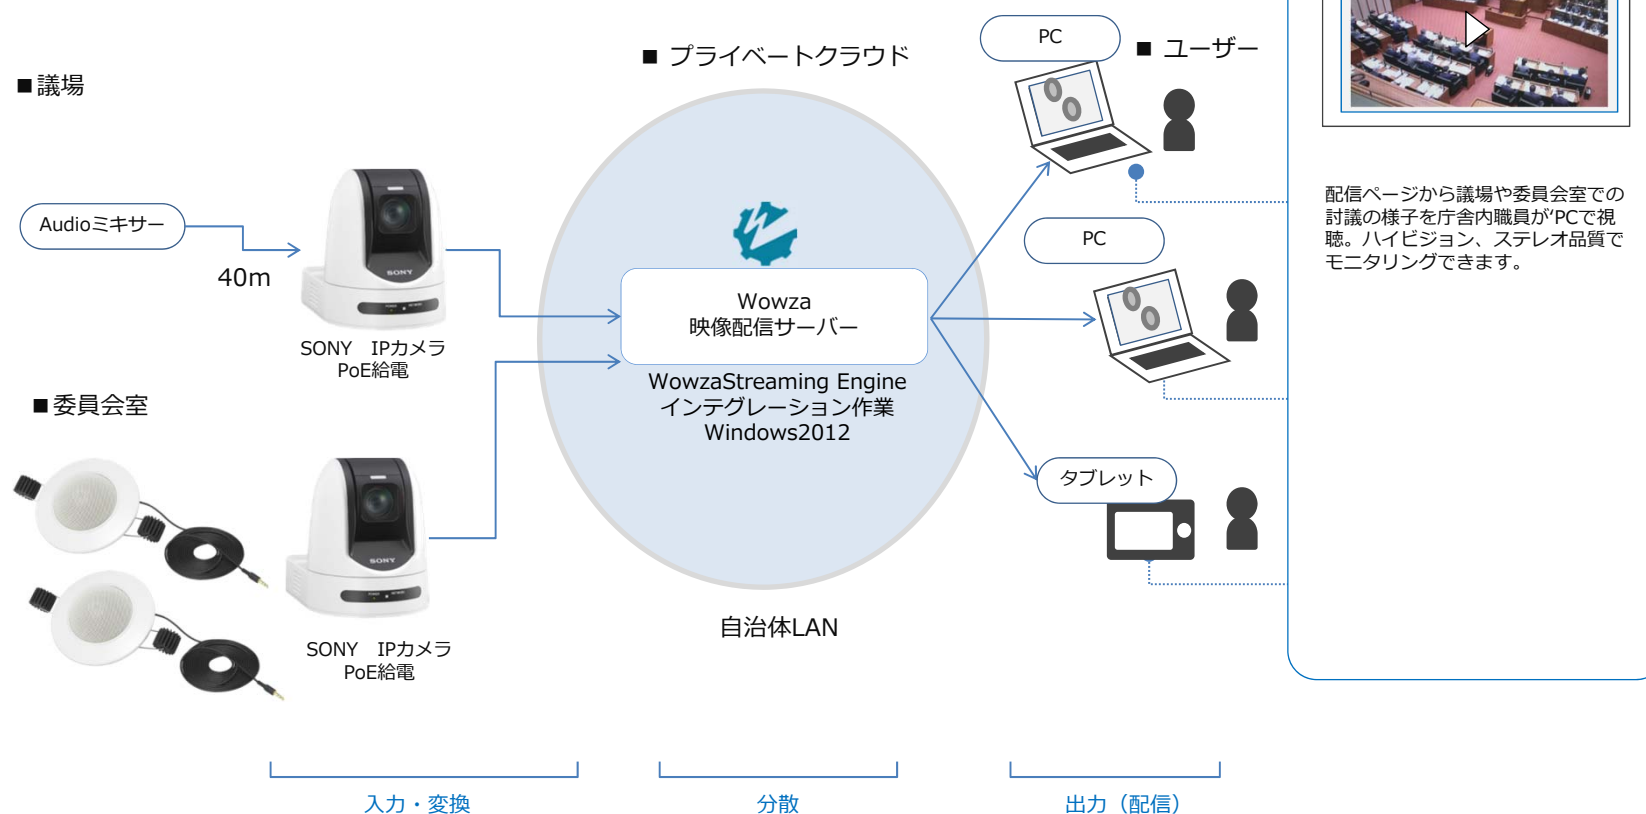 ■議場
Audioミキサー
40m
SONY
SONY　IPカメラ
PoE給電
■委員会室
SONY
SONY　IPカメラ
PoE給電
■ プライベートクラウド
Wowza
映像配信サーバー
WowzaStreaming Engine
インテグレーション作業
Windows2012
自治体LAN
PC
■ ユーザー
PC
タブレット
配信ページから議場や委員会室での
討議の様子を庁舎内職員が'PCで視
聴。ハイビジョン、ステレオ品質で
モニタリングできます。
入力・変換
分散
出力（配信）